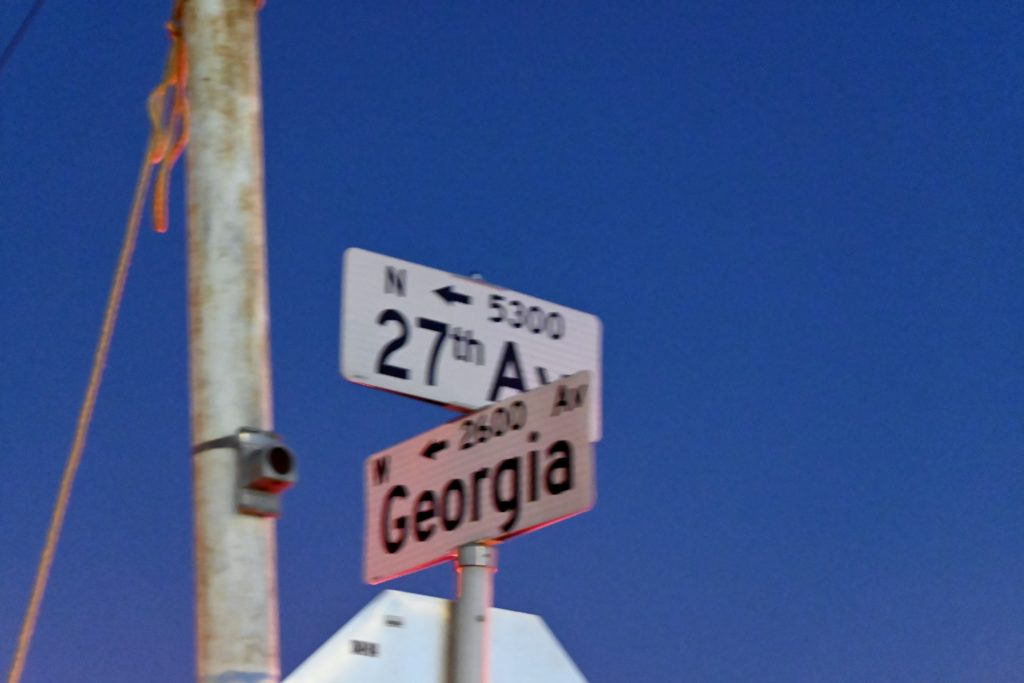 N ← 5300
27th Av
W ← 2600 Av
Georgia